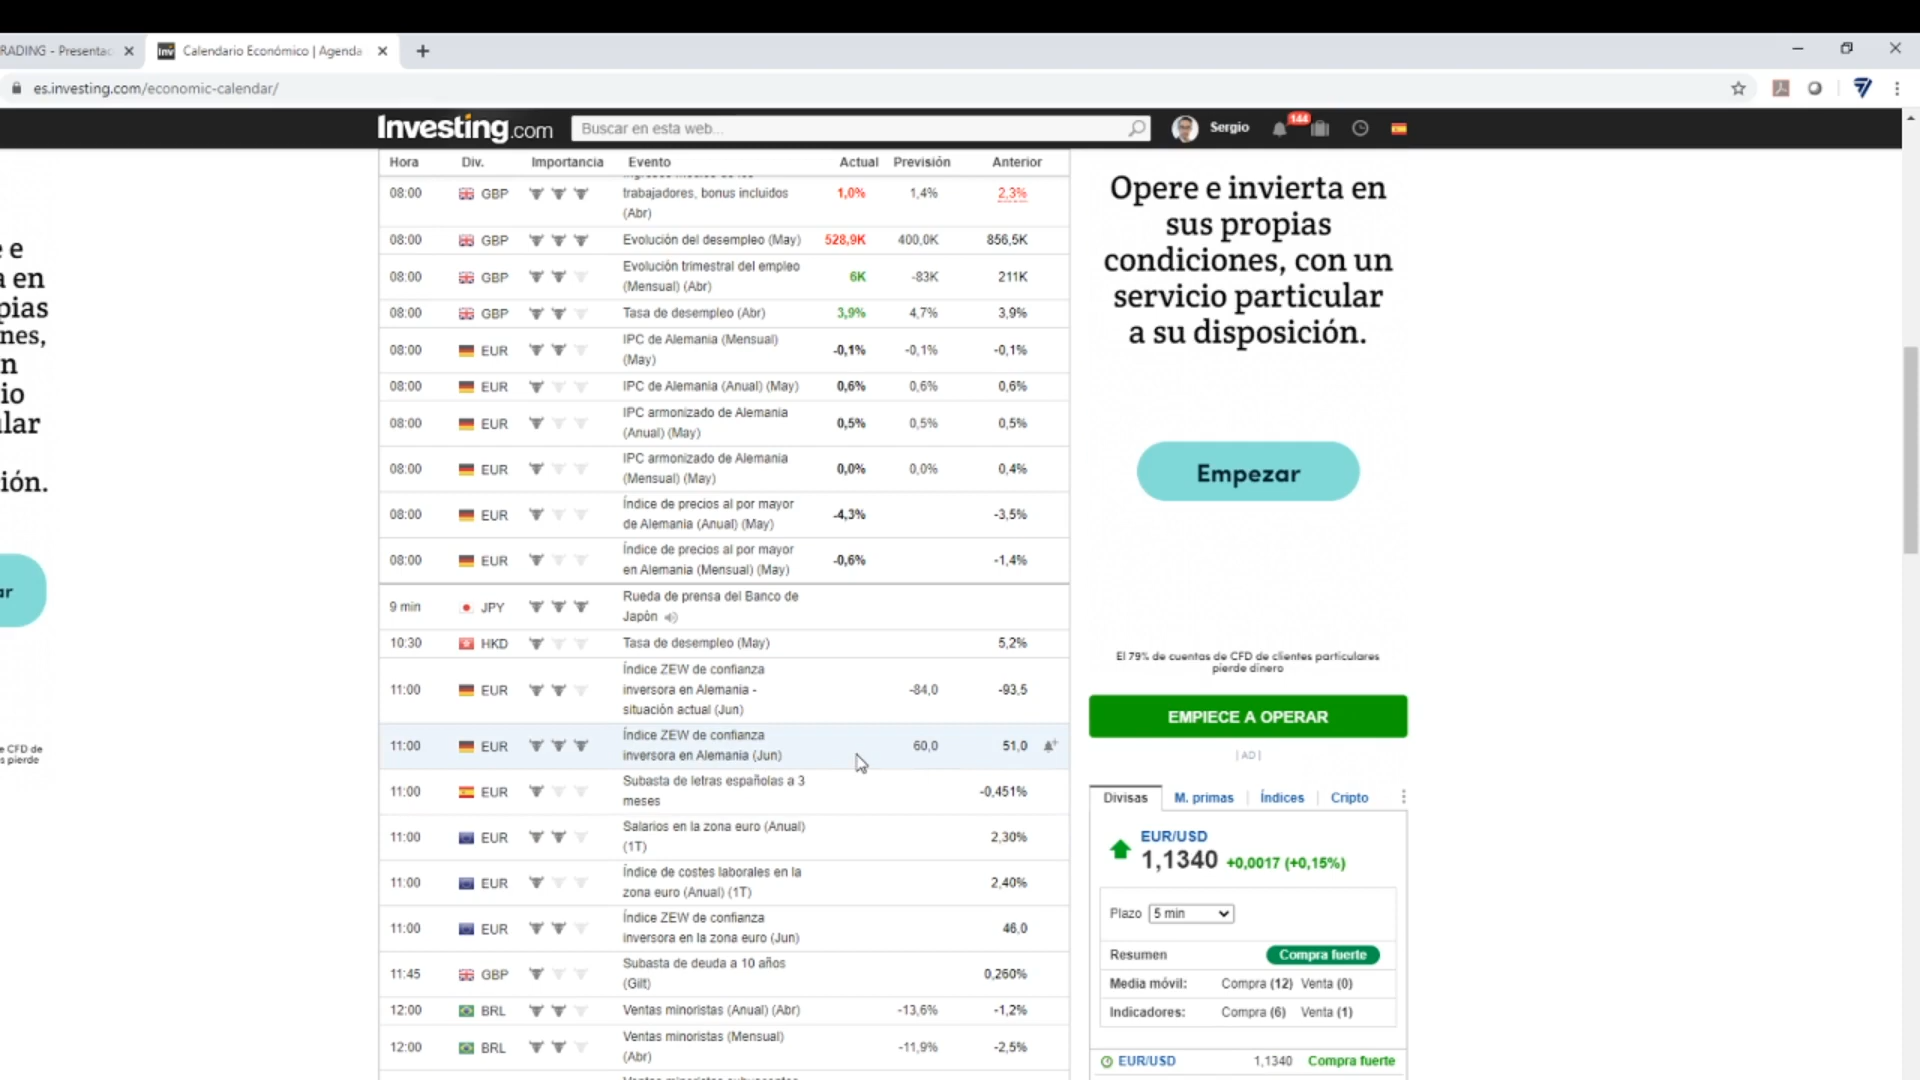 RADING - Presentac
Calendario Económico | Agenda
es.investing.com/economic-calendar/
Investing.com
Buscar en esta web...
Sergio
144
Hora Div. Importancia Evento Actual Previsión Anterior
08:00 GBP trabajadores, bonus incluidos (Abr) 1,0% 1,4% 2,3%
08:00 GBP Evolución del desempleo (May) 528,9K 400,0K 856,5K
08:00 GBP Evolución trimestral del empleo (Mensual) (Abr) 6K -83K 211K
08:00 GBP Tasa de desempleo (Abr) 3,9% 4,7% 3,9%
08:00 EUR IPC de Alemania (Mensual) (May) -0,1% -0,1% -0,1%
08:00 EUR IPC de Alemania (Anual) (May) 0,6% 0,6% 0,6%
08:00 EUR IPC armonizado de Alemania (Anual) (May) 0,5% 0,5% 0,5%
08:00 EUR IPC armonizado de Alemania (Mensual) (May) 0,0% 0,0% 0,4%
08:00 EUR Índice de precios al por mayor de Alemania (Anual) (May) -4,3% -3,5%
08:00 EUR Índice de precios al por mayor en Alemania (Mensual) (May) -0,6% -1,4%
9 min JPY Rueda de prensa del Banco de Japón
10:30 HKD Tasa de desempleo (May) 5,2%
11:00 EUR Índice ZEW de confianza inversora en Alemania - situación actual (Jun) -84,0 -93,5
11:00 EUR Índice ZEW de confianza inversora en Alemania (Jun) 60,0 51,0
11:00 EUR Subasta de letras españolas a 3 meses -0,451%
11:00 EUR Salarios en la zona euro (Anual) (1T) 2,30%
11:00 EUR Índice de costes laborales en la zona euro (Anual) (1T) 2,40%
11:00 EUR Índice ZEW de confianza inversora en la zona euro (Jun) 46,0
11:45 GBP Subasta de deuda a 10 años (Gilt) 0,260%
12:00 BRL Ventas minoristas (Anual) (Abr) -13,6% -1,2%
12:00 BRL Ventas minoristas (Mensual) (Abr) -11,9% -2,5%
e e
a en
pias
nes,
n
io
lar
ión.
ar
e CFD de
s pierde
Opere e invierta en
sus propias
condiciones, con un
servicio particular
a su disposición.
Empezar
El 79% de cuentas de CFD de clientes particulares
pierde dinero
EMPIECE A OPERAR
| AD |
Divisas M. primas Índices Cripto
EUR/USD
1,1340 +0,0017 (+0,15%)
Plazo 5 min
Resumen Compra fuerte
Media móvil: Compra (12) Venta (0)
Indicadores: Compra (6) Venta (1)
EUR/USD 1,1340 Compra fuerte